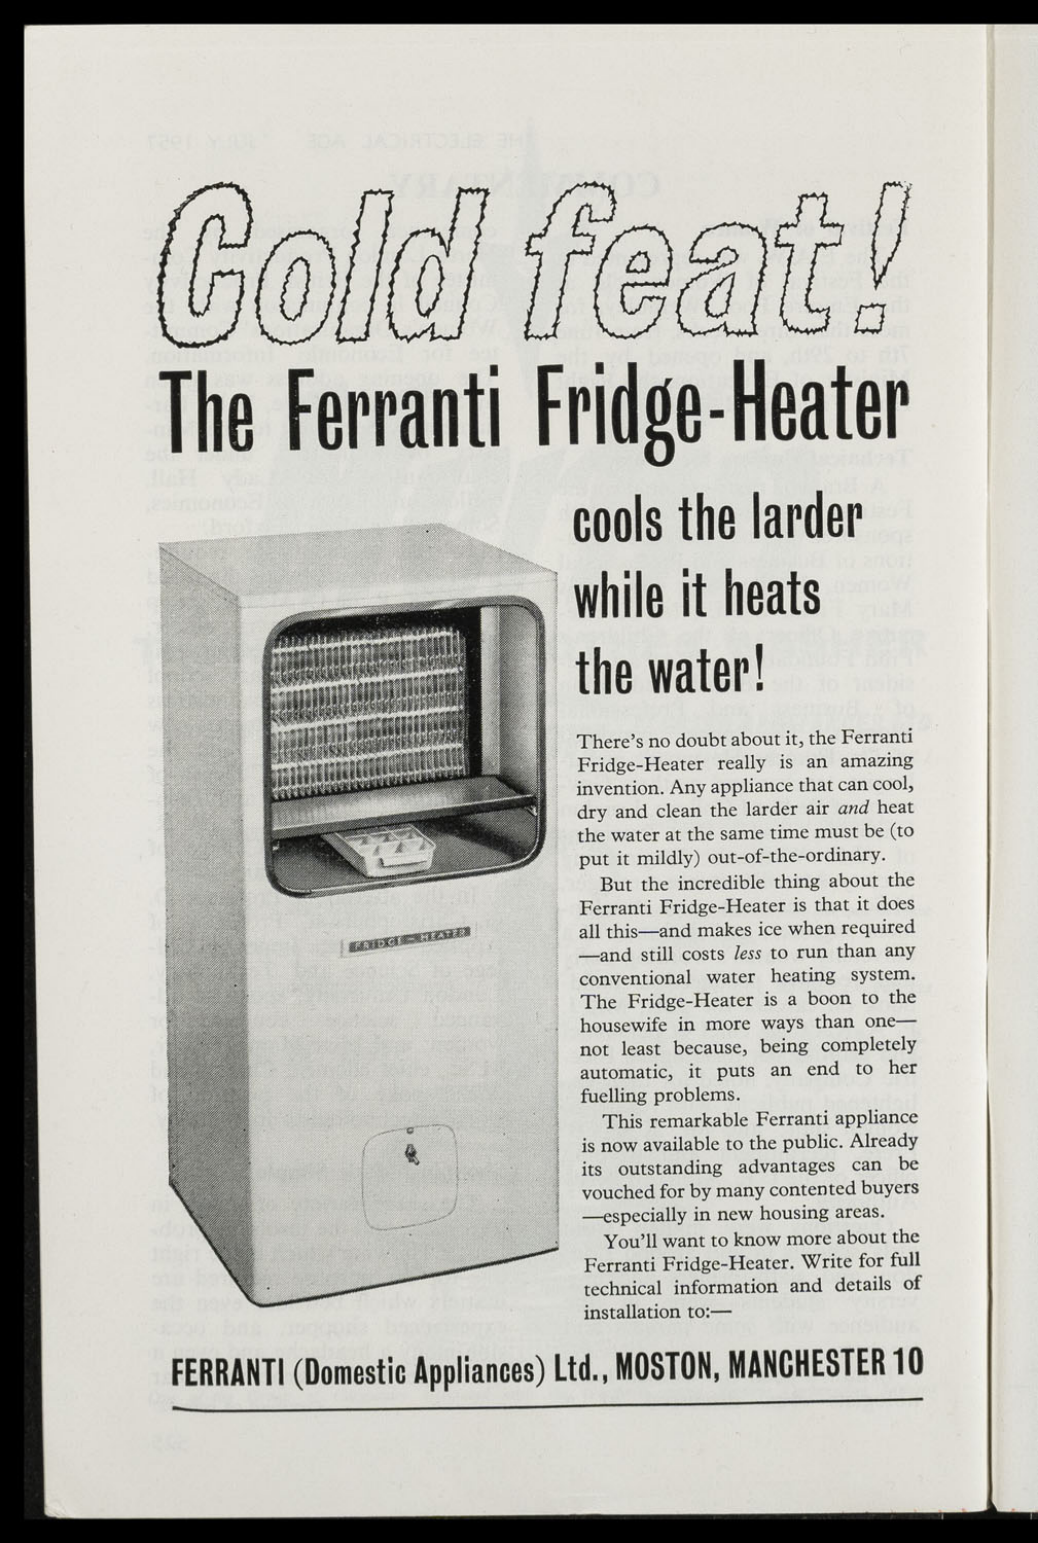 Cold feat!
The Ferranti Fridge-Heater
cools the larder
while it heats
the water!
There's no doubt about it, the Ferranti
Fridge-Heater really is an amazing
invention. Any appliance that can cool,
dry and clean the larder air and heat
the water at the same time must be (to
put it mildly) out-of-the-ordinary.
But the incredible thing about the
Ferranti Fridge-Heater is that it does
all this—and makes ice when required
—and still costs less to run than any
conventional water heating system.
The Fridge-Heater is a boon to the
housewife in more ways than one—
not least because, being completely
automatic, it puts an end to her
fuelling problems.
This remarkable Ferranti appliance
is now available to the public. Already
its outstanding advantages can be
vouched for by many contented buyers
—especially in new housing areas.
You'll want to know more about the
Ferranti Fridge-Heater. Write for full
technical information and details of
installation to:—
FRIDGE-HEATER
FERRANTI (Domestic Appliances) Ltd., MOSTON, MANCHESTER 10